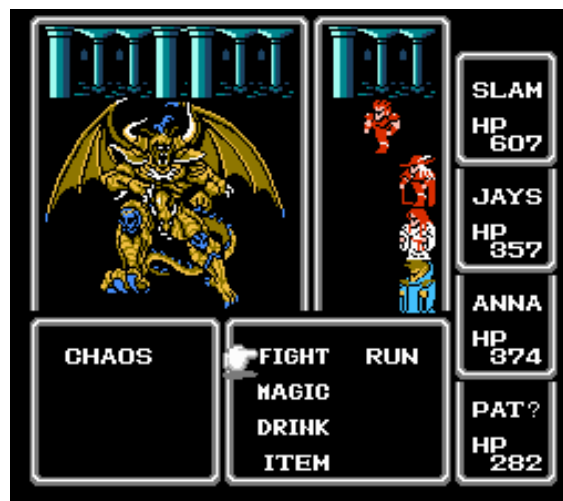 SLAM
HP
607
JAYS
HP
357
ANNA
HP
374
PAT?
HP
282
CHAOS
FIGHT RUN
MAGIC
DRINK
ITEM